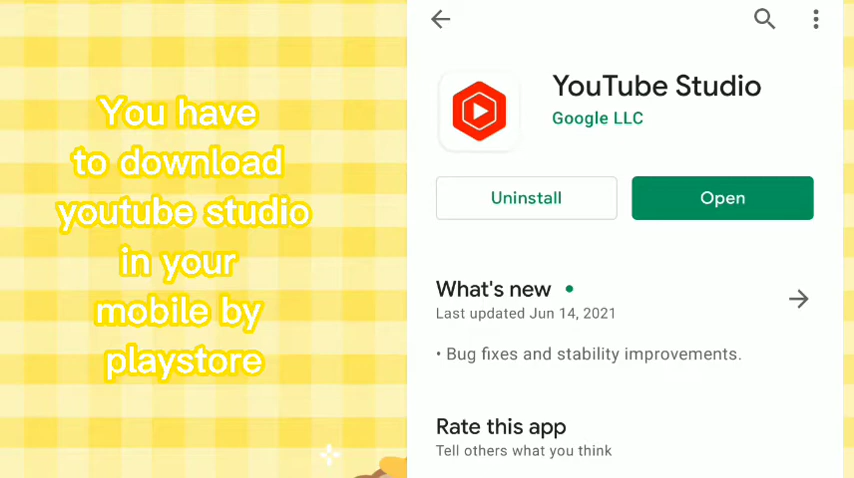 You have
to download
youtube studio
in your
mobile by
playstore
YouTube Studio
Google LLC
Uninstall
Open
What's new
Last updated Jun 14, 2021
• Bug fixes and stability improvements.
Rate this app
Tell others what you think